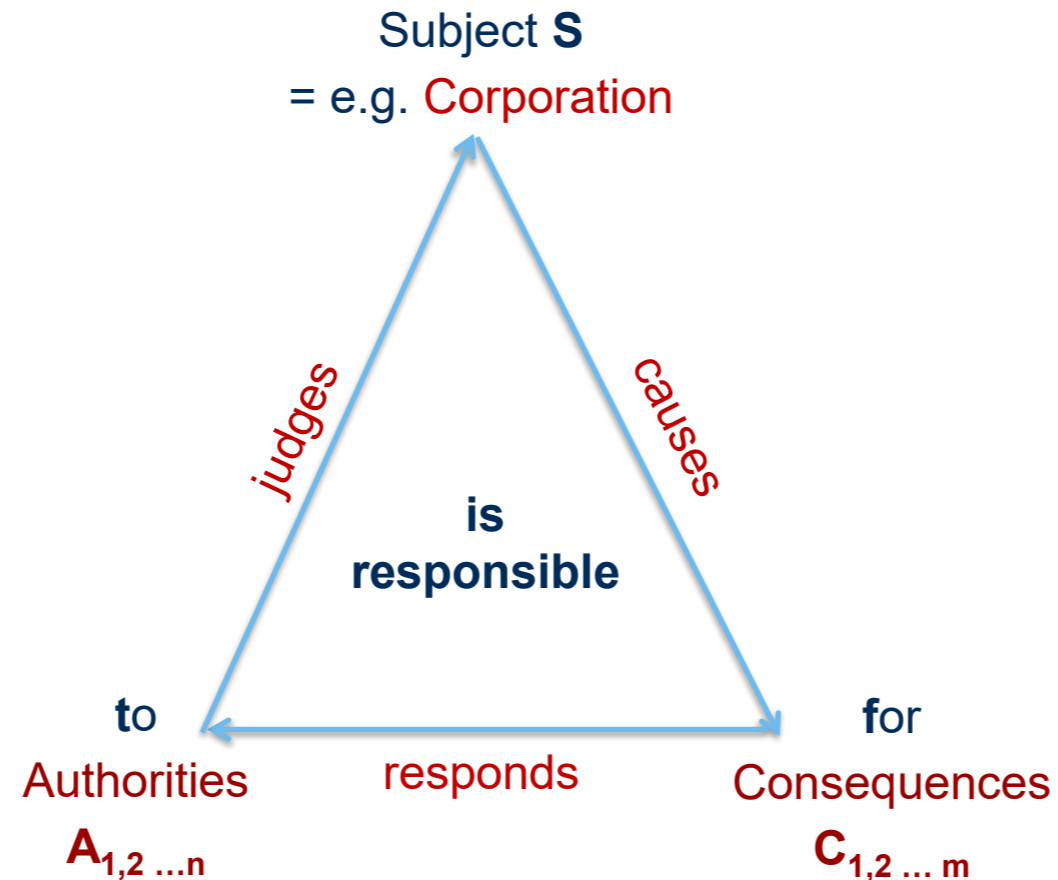 Subject S
= e.g. Corporation
judges
causes
is
responsible
to
for
Authorities
responds
Consequences
A1,2 ...n
C1,2 ... m